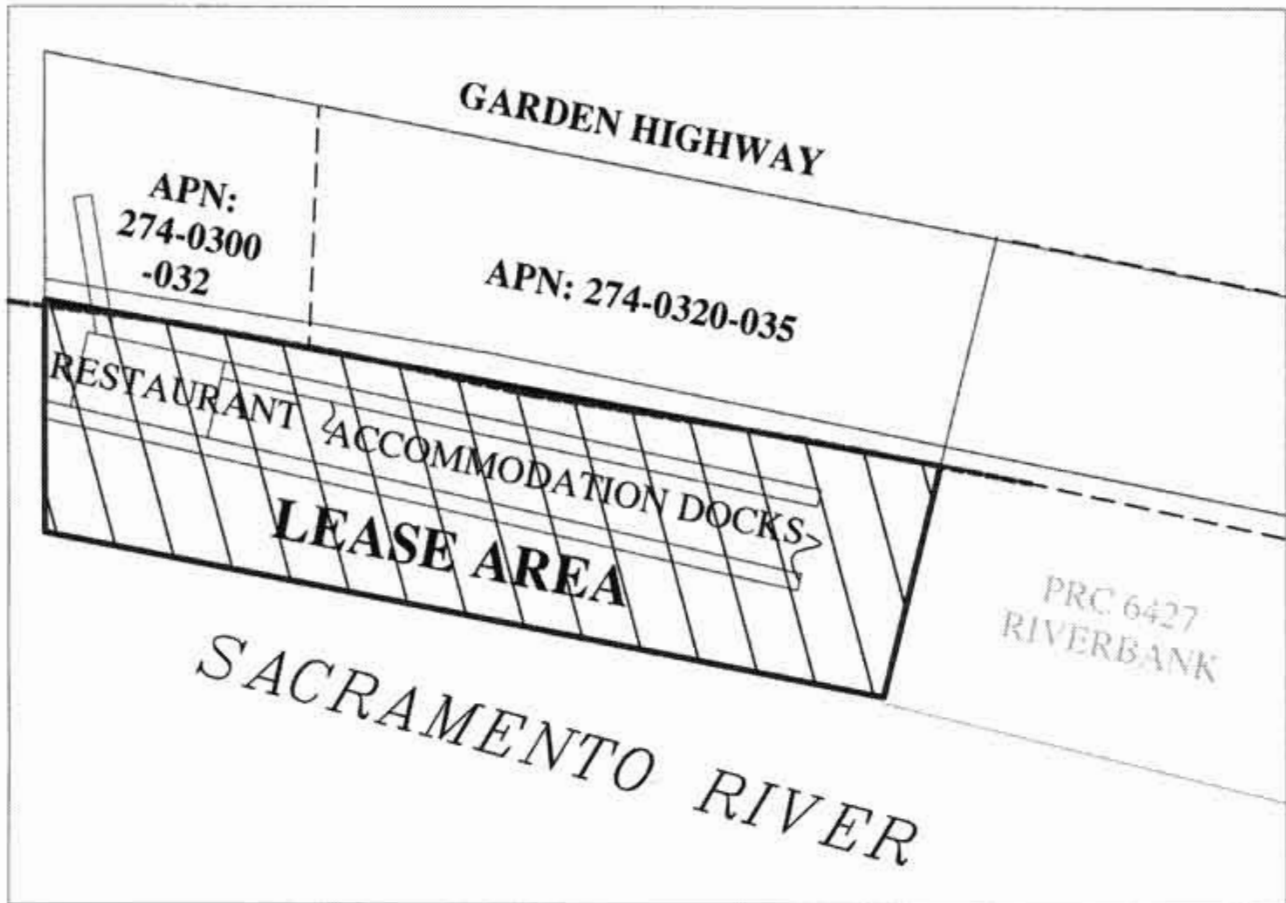 GARDEN HIGHWAY
APN:
274-0300
-032
APN: 274-0320-035
RESTAURANT
ACCOMMODATION DOCKS
LEASE AREA
PRC 6427
RIVERBANK
SACRAMENTO RIVER